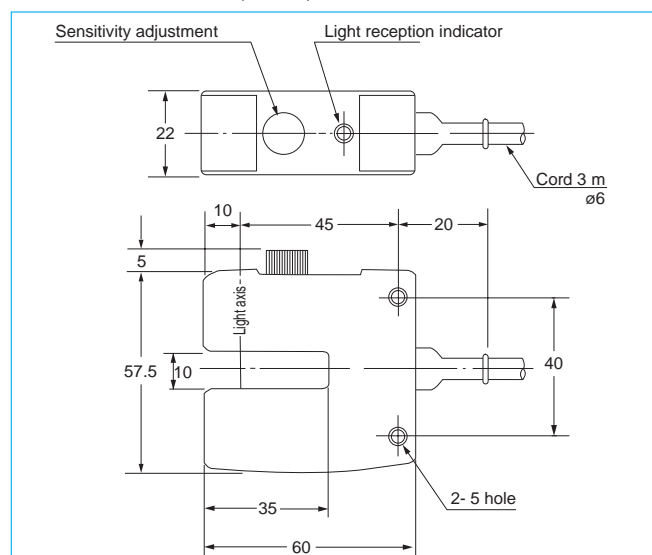 Sensitivity adjustment
Light reception indicator
22
Cord 3 m
ø6
10
45
20
5
Light axis
57.5
10
40
35
2- 5 hole
60